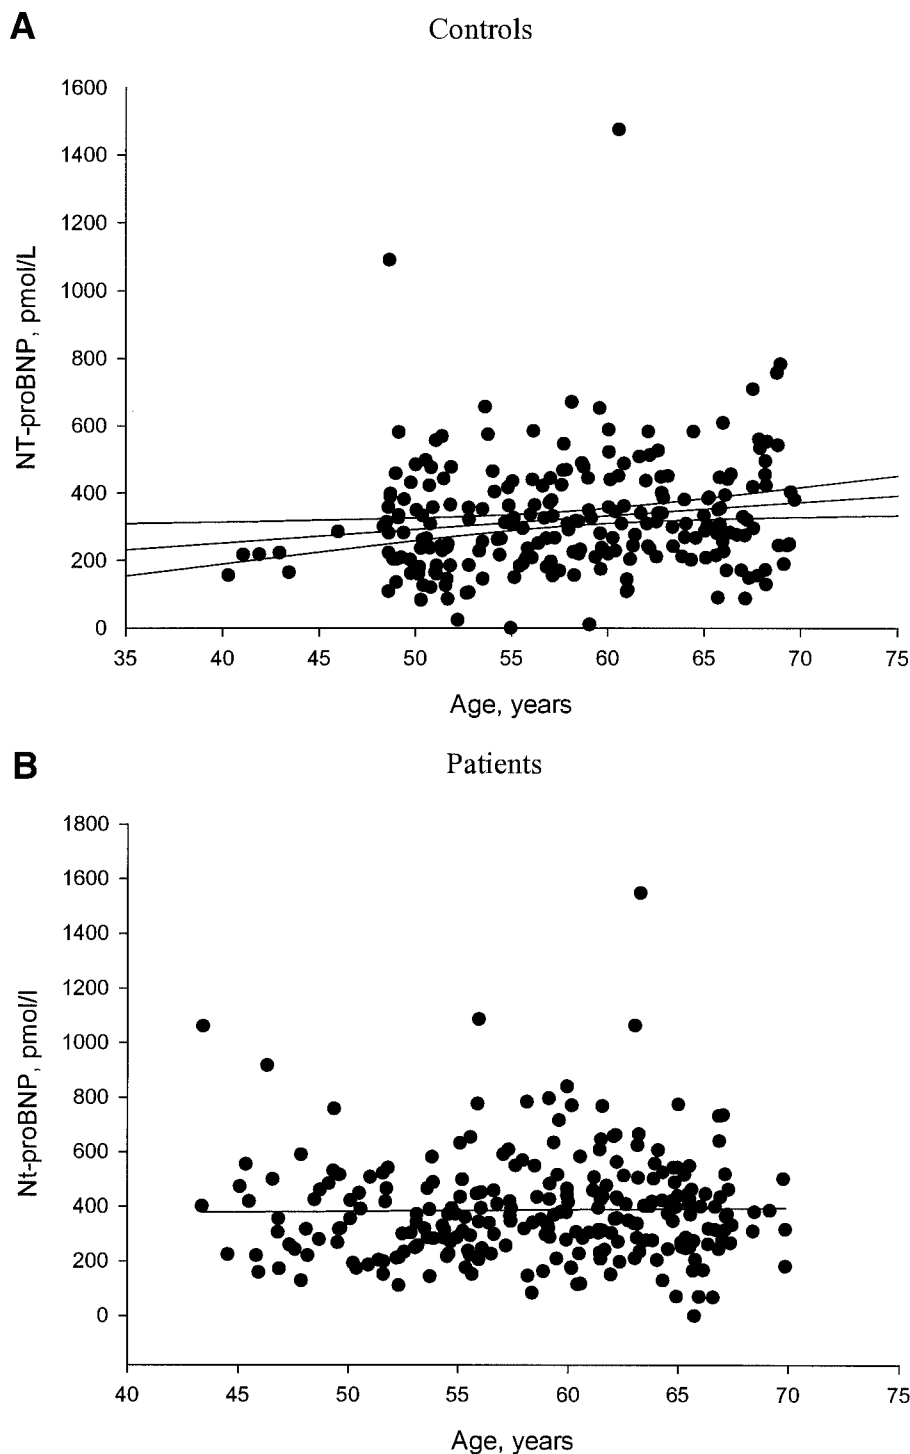 A
Controls
1600
1400
1200
1000
800
600
400
200
0
NT-proBNP, pmol/L
35 40 45 50 55 60 65 70 75
Age, years
B
Patients
1800
1600
1400
1200
1000
800
600
400
200
0
Nt-proBNP, pmol/l
40 45 50 55 60 65 70 75
Age, years